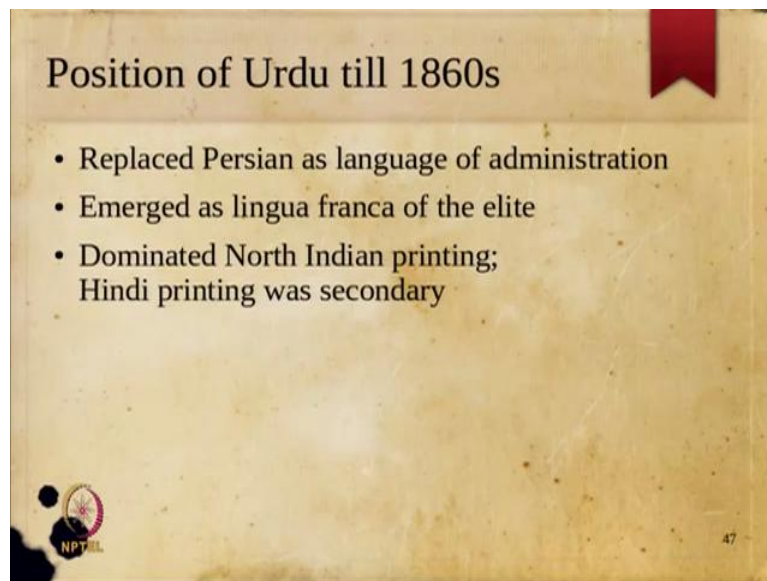 Position of Urdu till 1860s
• Replaced Persian as language of administration
• Emerged as lingua franca of the elite
• Dominated North Indian printing;
Hindi printing was secondary
NPTEL
47